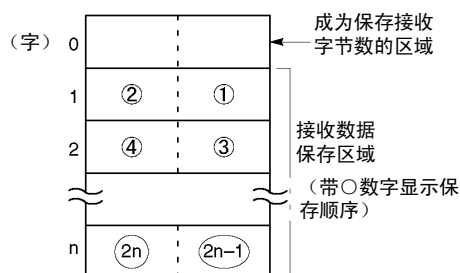 成为保存接收
字节数的区域
（字） 0
1 ② ①
2 ④ ③
接收数据
保存区域
（带○数字显示保
存顺序）
n 2n 2n−1